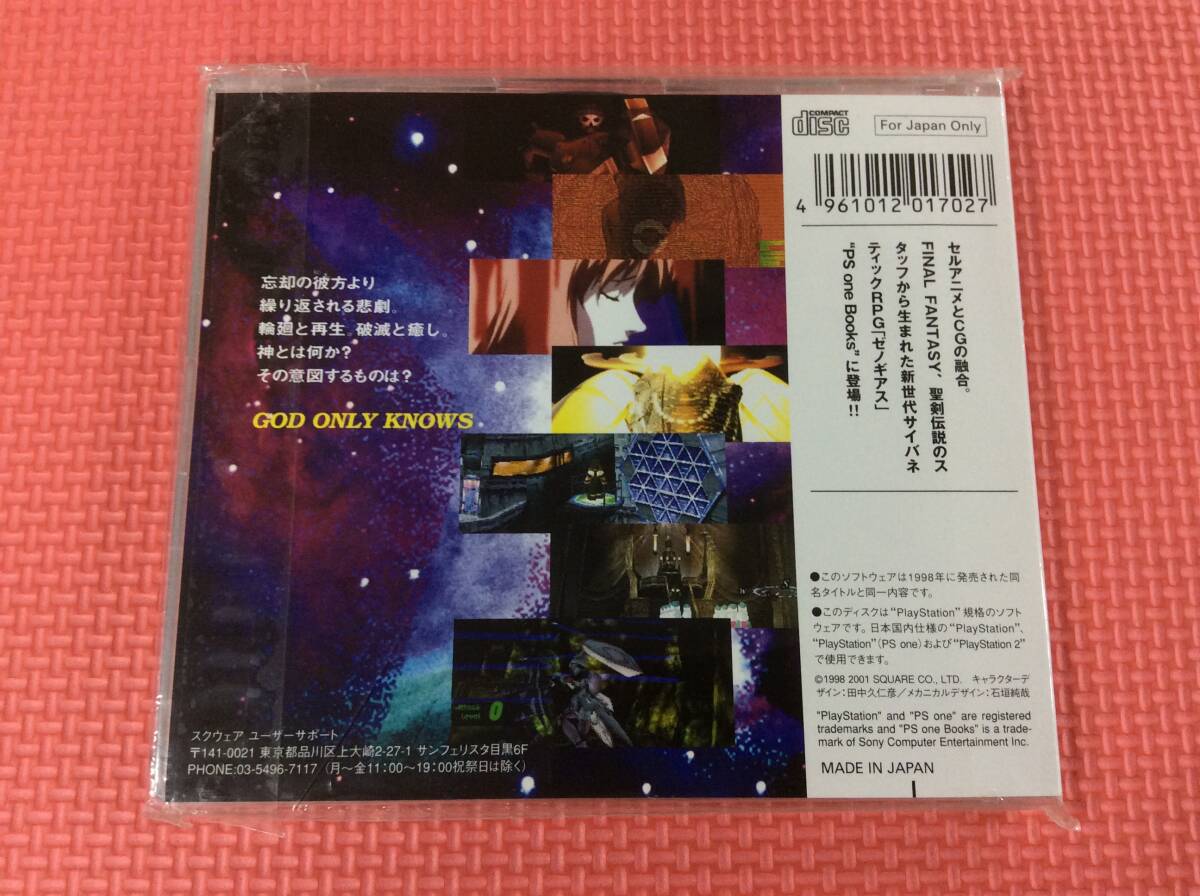 忘却の彼方より
繰り返される悲劇。
輪廻と再生。破滅と癒し。
神とは何か?
その意図するものは?
GOD ONLY KNOWS
level 0
スクウェア ユーザーサポート
〒141-0021 東京都品川区上大崎2-27-1 サンフェリスタ目黒6F
PHONE:03-5496-7117(月〜金11:00〜19:00祝祭日は除く)
COMPACT
disc
For Japan Only
4 961012 017027
セルアニメとCGの融合。
FINAL FANTASY、聖剣伝説のス
タッフから生まれた新世代サイバネ
ティックRPG「ゼノギアス」
“PS one Books”に登場!!
●このソフトウェアは1998年に発売された同
名タイトルと同一内容です。
●このディスクは“PlayStation”規格のソフト
ウェアです。日本国内仕様の“PlayStation”、
“PlayStation”(PS one)および“PlayStation 2”
で使用できます。
©1998 2001 SQUARE CO., LTD. キャラクターデ
ザイン:田中久仁彦/メカニカルデザイン:石垣純哉
"PlayStation" and "PS one" are registered
trademarks and "PS one Books" is a trade-
mark of Sony Computer Entertainment Inc.
MADE IN JAPAN